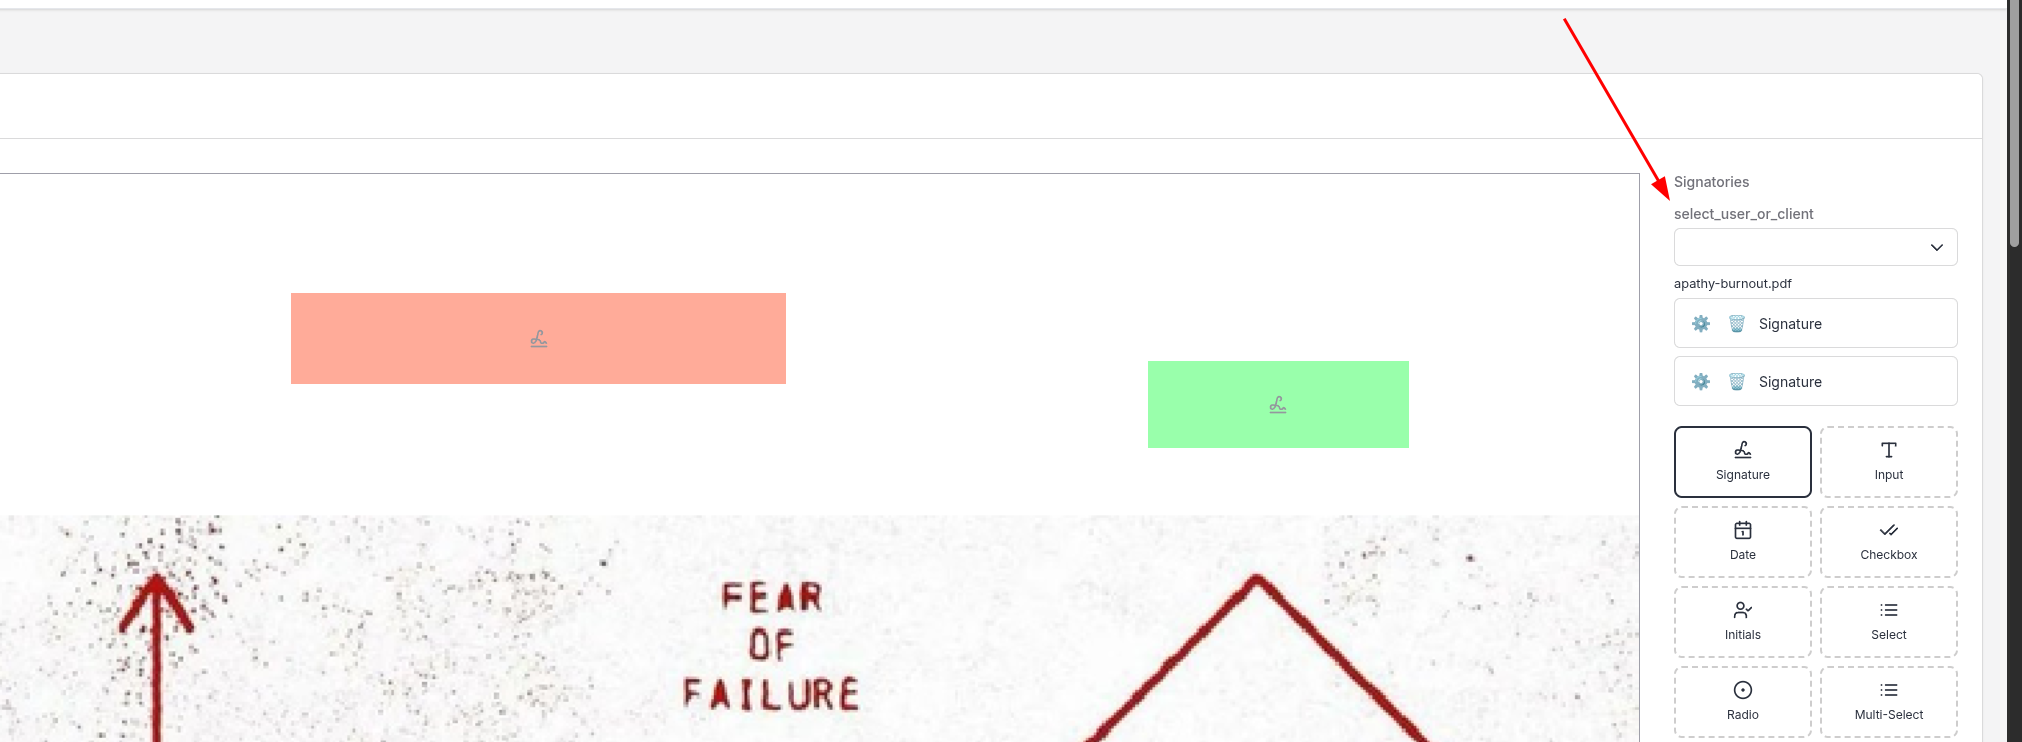 Signatories
select_user_or_client
apathy-burnout.pdf
Signature
Signature
Signature
Input
Date
Checkbox
Initials
Select
Radio
Multi-Select
FEAR
OF
FAILURE